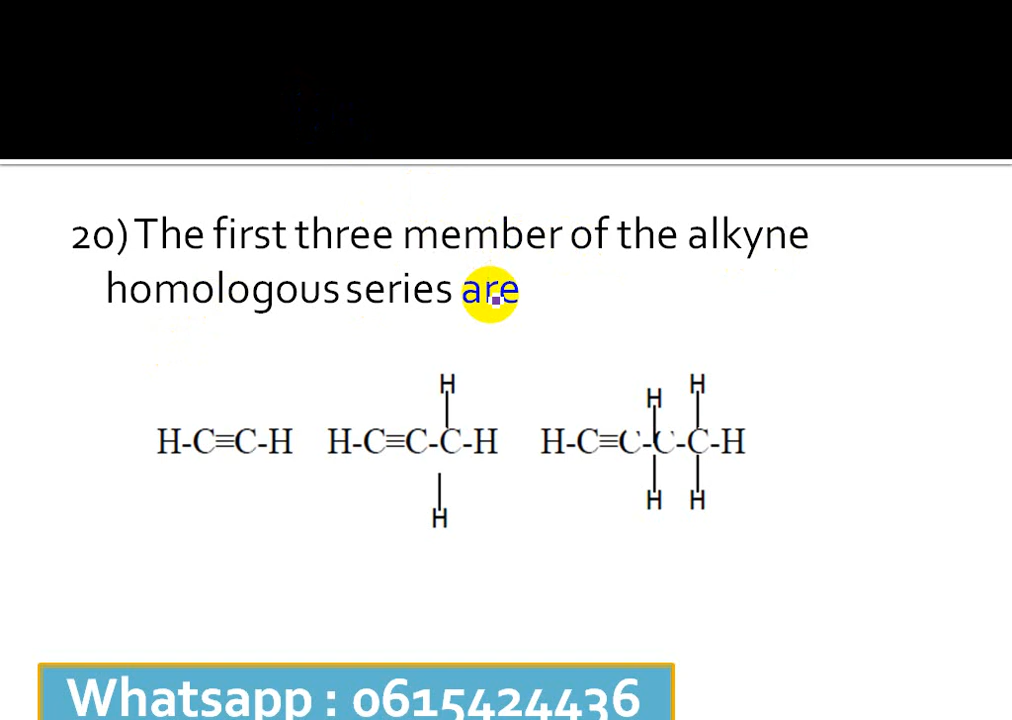 20) The first three member of the alkyne
homologous series are
H H H
H-C≡C-H H-C≡C-C-H H-C≡C-C-C-H
H H H
Whatsapp : 0615424436